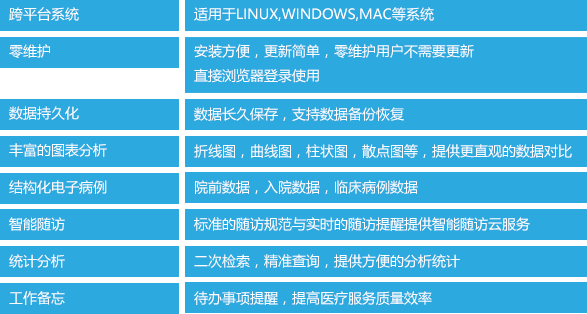 跨平台系统
适用于LINUX,WINDOWS,MAC等系统
零维护
安装方便，更新简单，零维护用户不需要更新
直接浏览器登录使用
数据持久化
数据长久保存，支持数据备份恢复
丰富的图表分析
折线图，曲线图，柱状图，散点图等，提供更直观的数据对比
结构化电子病例
院前数据，入院数据，临床病例数据
智能随访
标准的随访规范与实时的随访提醒提供智能随访云服务
统计分析
二次检索，精准查询，提供方便的分析统计
工作备忘
待办事项提醒，提高医疗服务质量效率